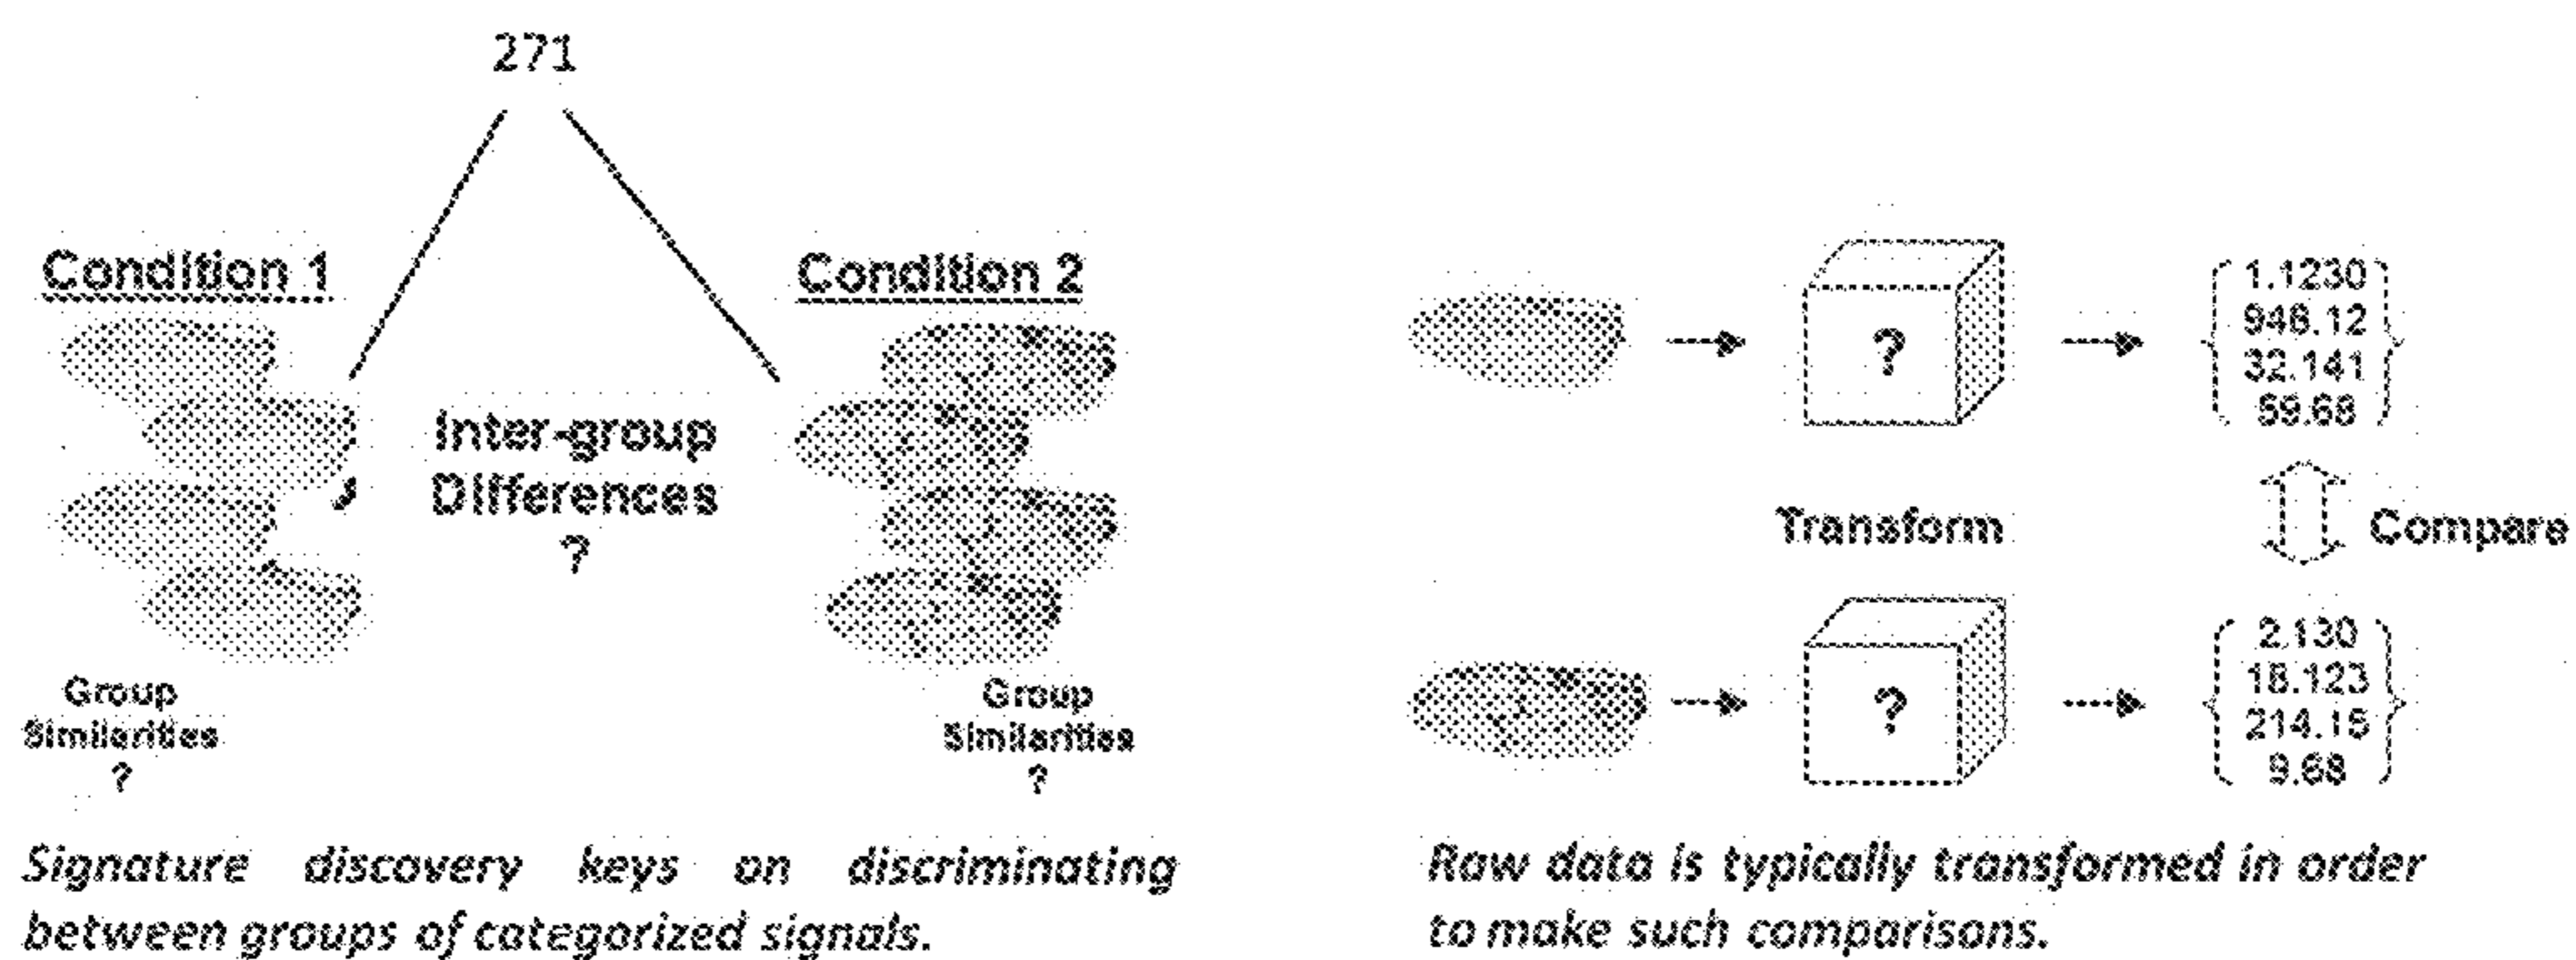 271
Condition 1
Condition 2
Inter-group
Differences
?
Group
Similarities
?
Group
Similarities
?
Signature discovery keys on discriminating
between groups of categorized signals.
?
1.1230
948.12
32.141
59.68
Transform
Compare
?
2.130
18.123
214.15
9.68
Raw data is typically transformed in order
to make such comparisons.